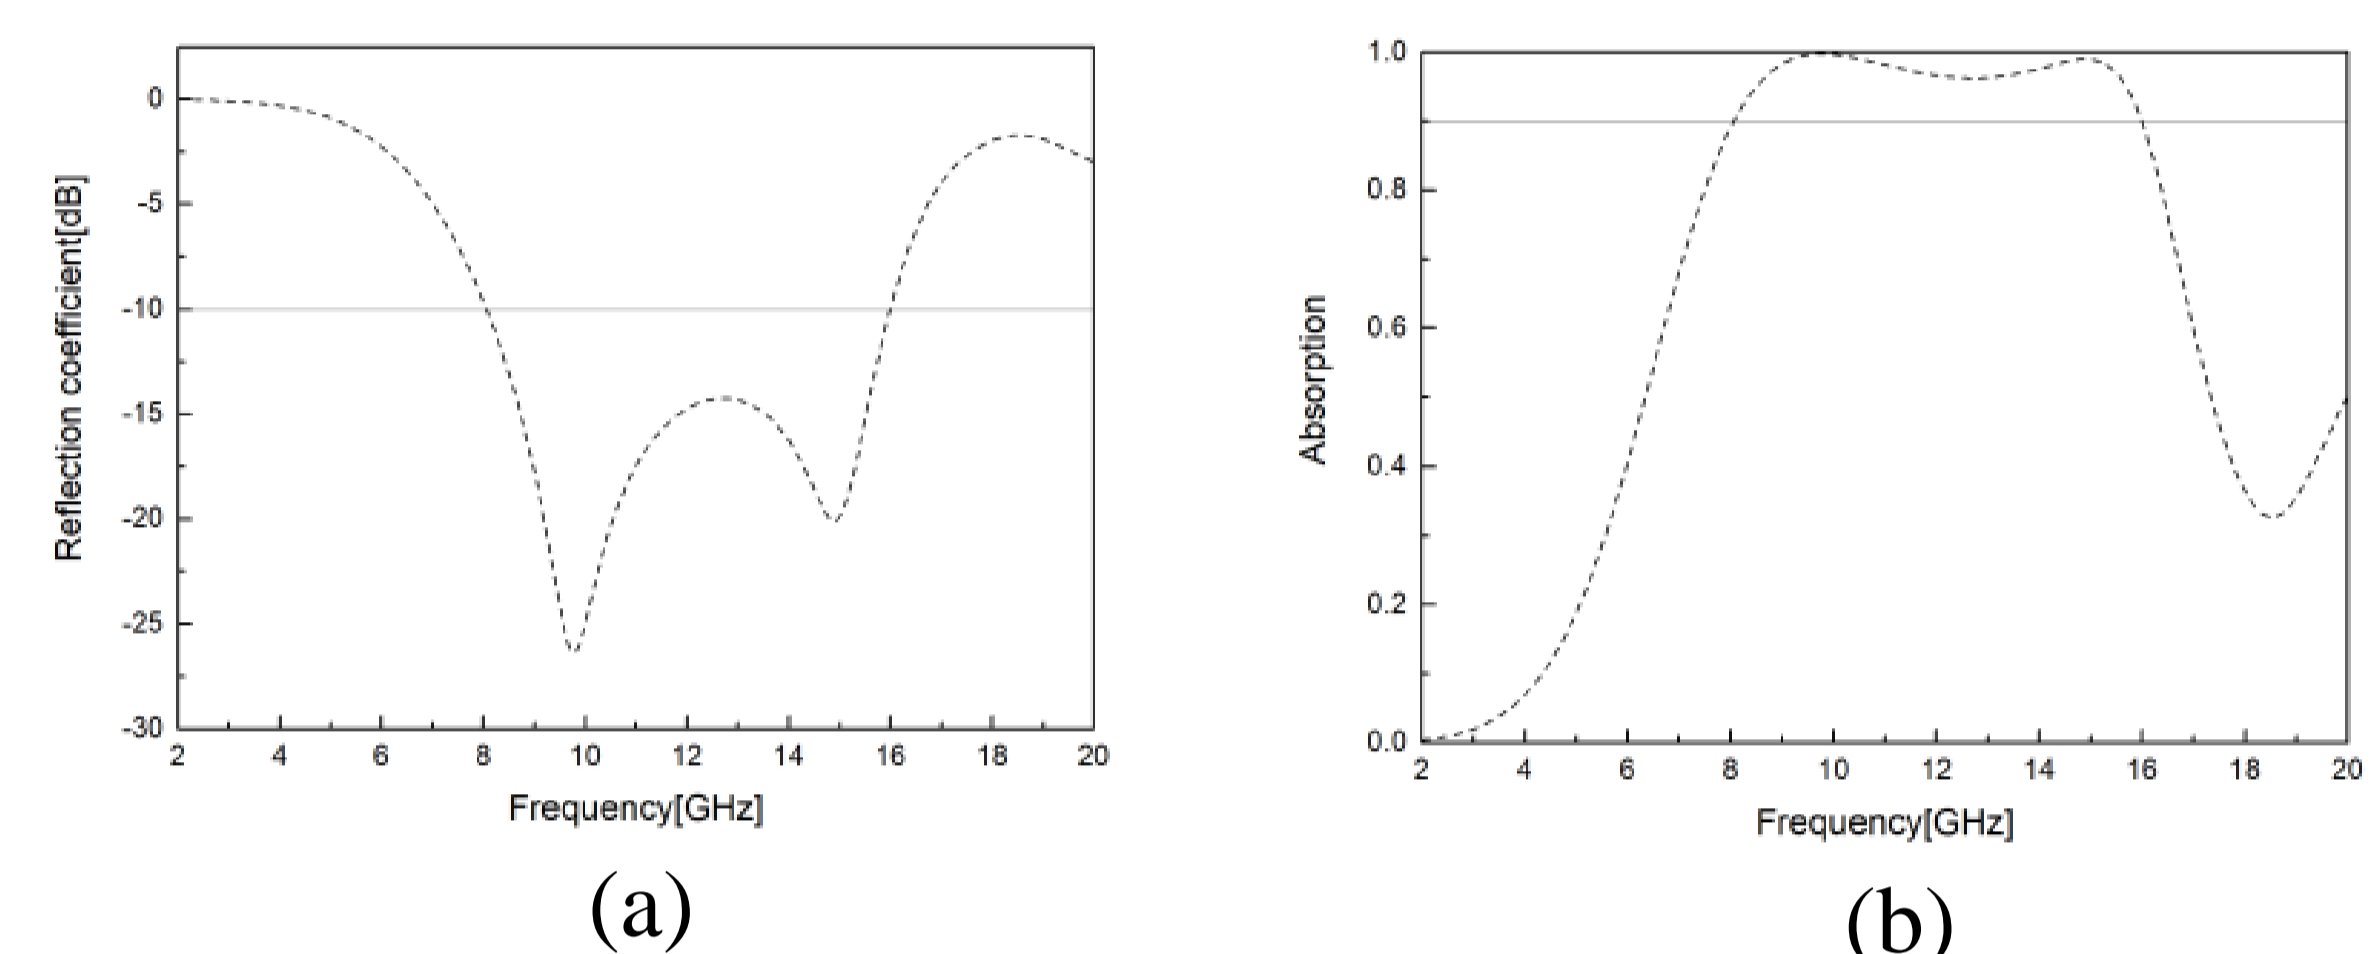 Reflection coefficient[dB]
0
-5
-10
-15
-20
-25
-30
2 4 6 8 10 12 14 16 18 20
Frequency[GHz]
(a)
Absorption
1.0
0.8
0.6
0.4
0.2
0.0
2 4 6 8 10 12 14 16 18 20
Frequency[GHz]
(b)